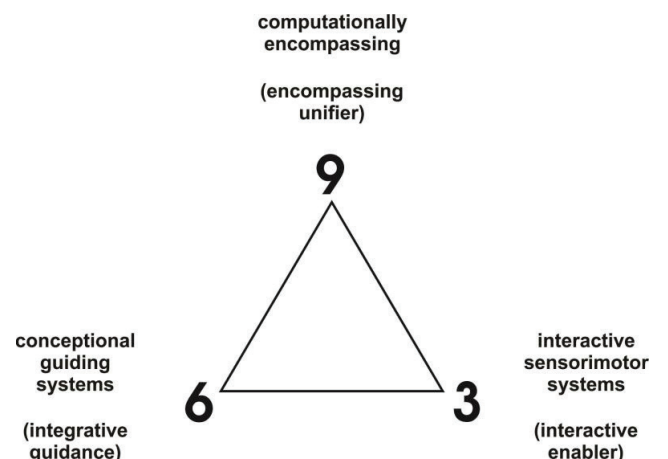 computationally
encompassing
(encompassing
unifier)
9
conceptional
guiding
systems
(integrative
guidance)
6
3
interactive
sensorimotor
systems
(interactive
enabler)